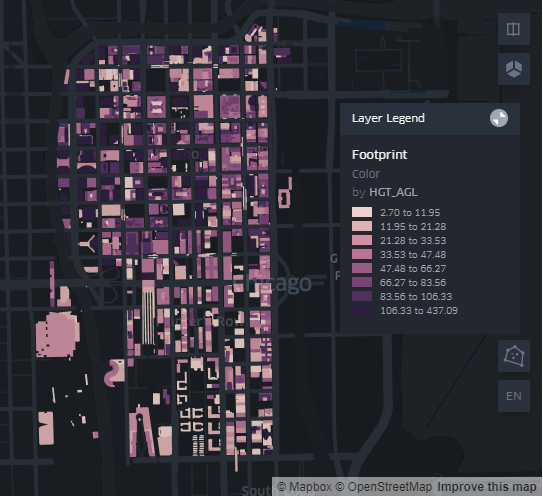 Layer Legend
Footprint
Color
by HGT_AGL
2.70 to 11.95
11.95 to 21.28
21.28 to 33.53
33.53 to 47.48
47.48 to 66.27
66.27 to 83.56
83.56 to 106.33
106.33 to 437.09
EN
© Mapbox © OpenStreetMap Improve this map